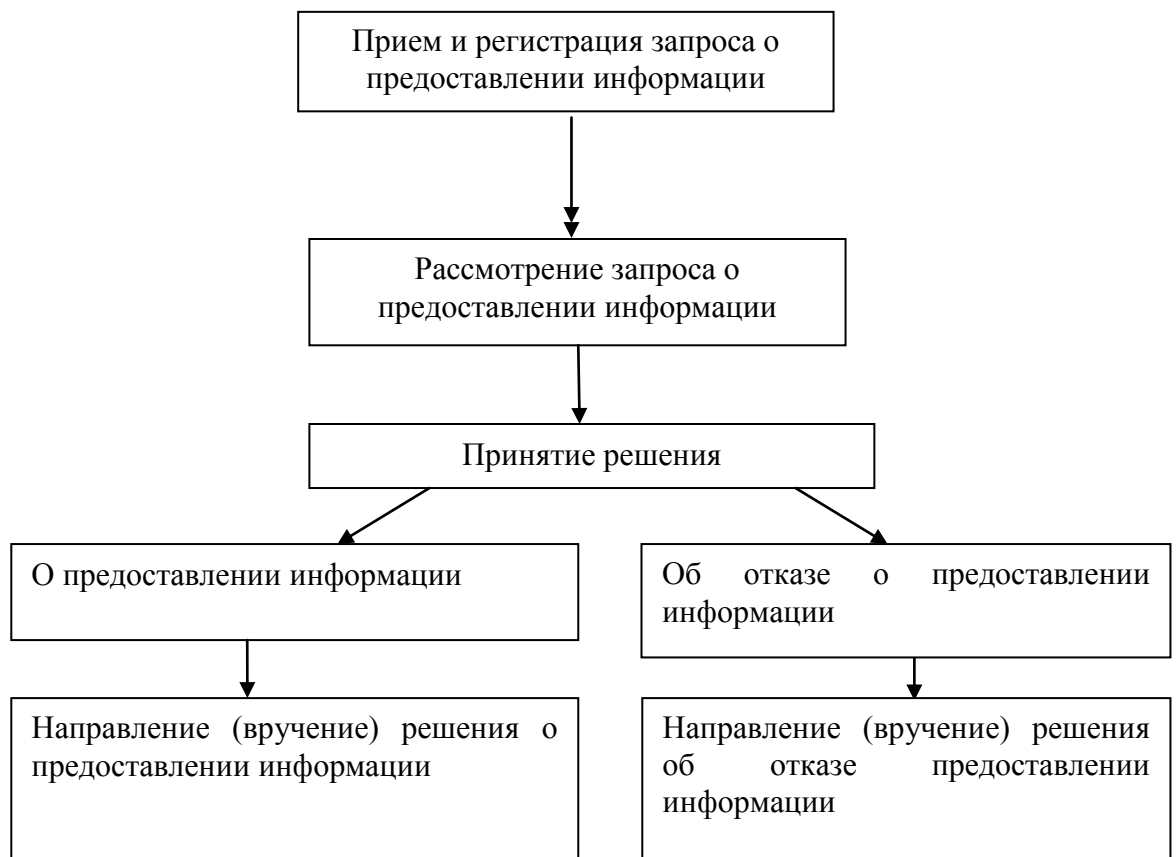 Прием и регистрация запроса о
предоставлении информации
Рассмотрение запроса о
предоставлении информации
Принятие решения
О предоставлении информации
Об отказе о предоставлении
информации
Направление (вручение) решения о
предоставлении информации
Направление (вручение) решения
об отказе предоставлении
информации